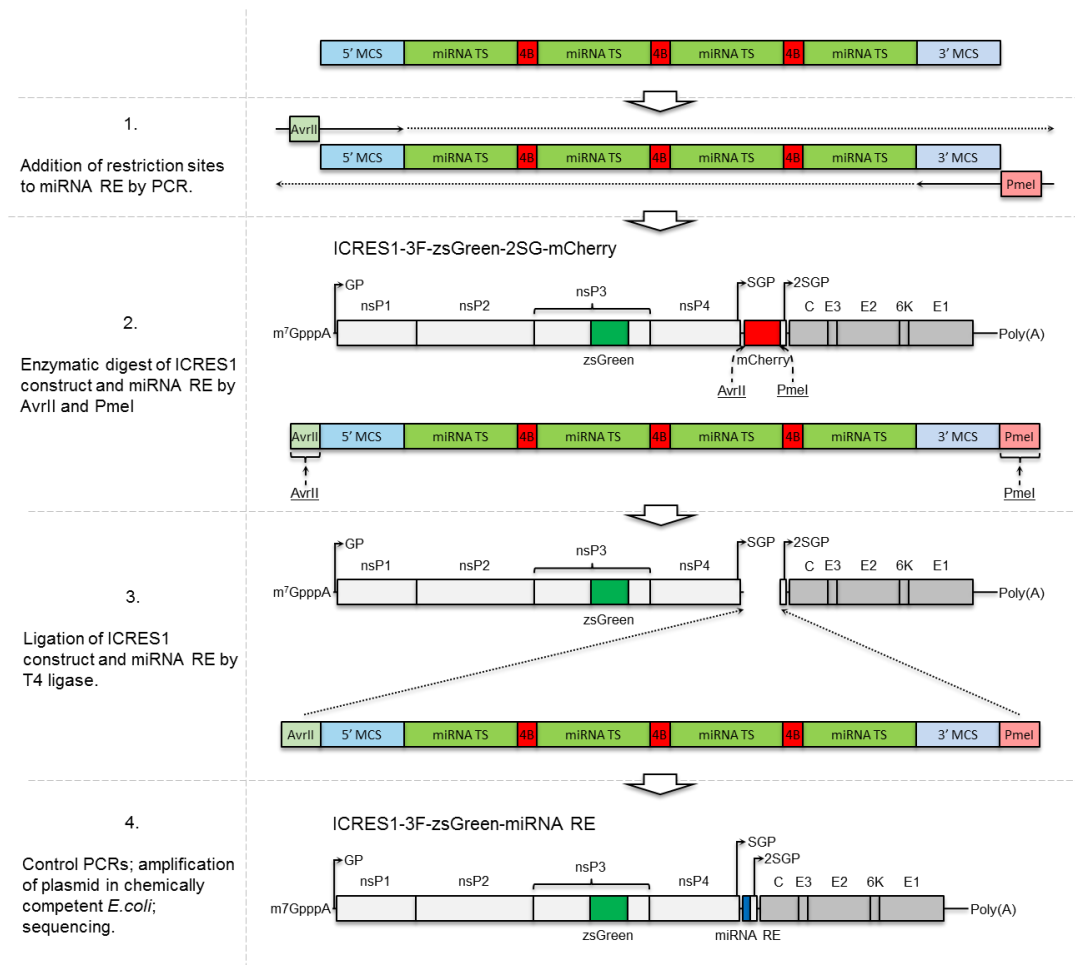 5’ MCS miRNA TS 4B miRNA TS 4B miRNA TS 4B miRNA TS 3’ MCS
1.
Addition of restriction sites
to miRNA RE by PCR.
AvrII
5’ MCS miRNA TS 4B miRNA TS 4B miRNA TS 4B miRNA TS 3’ MCS
PmeI
2.
Enzymatic digest of ICRES1
construct and miRNA RE by
AvrII and PmeI
ICRES1-3F-zsGreen-2SG-mCherry
GP SGP 2SGP
nsP1 nsP2 nsP3 nsP4 C E3 E2 6K E1
m⁷GpppA Poly(A)
zsGreen mCherry
AvrII PmeI
AvrII 5’ MCS miRNA TS 4B miRNA TS 4B miRNA TS 4B miRNA TS 3’ MCS PmeI
AvrII PmeI
3.
Ligation of ICRES1
construct and miRNA RE by
T4 ligase.
GP SGP 2SGP
nsP1 nsP2 nsP3 nsP4 C E3 E2 6K E1
m⁷GpppA Poly(A)
zsGreen
AvrII 5’ MCS miRNA TS 4B miRNA TS 4B miRNA TS 4B miRNA TS 3’ MCS PmeI
4.
Control PCRs; amplification
of plasmid in chemically
competent E.coli;
sequencing.
ICRES1-3F-zsGreen-miRNA RE
SGP
GP 2SGP
nsP1 nsP2 nsP3 nsP4 C E3 E2 6K E1
m⁷GpppA Poly(A)
zsGreen miRNA RE